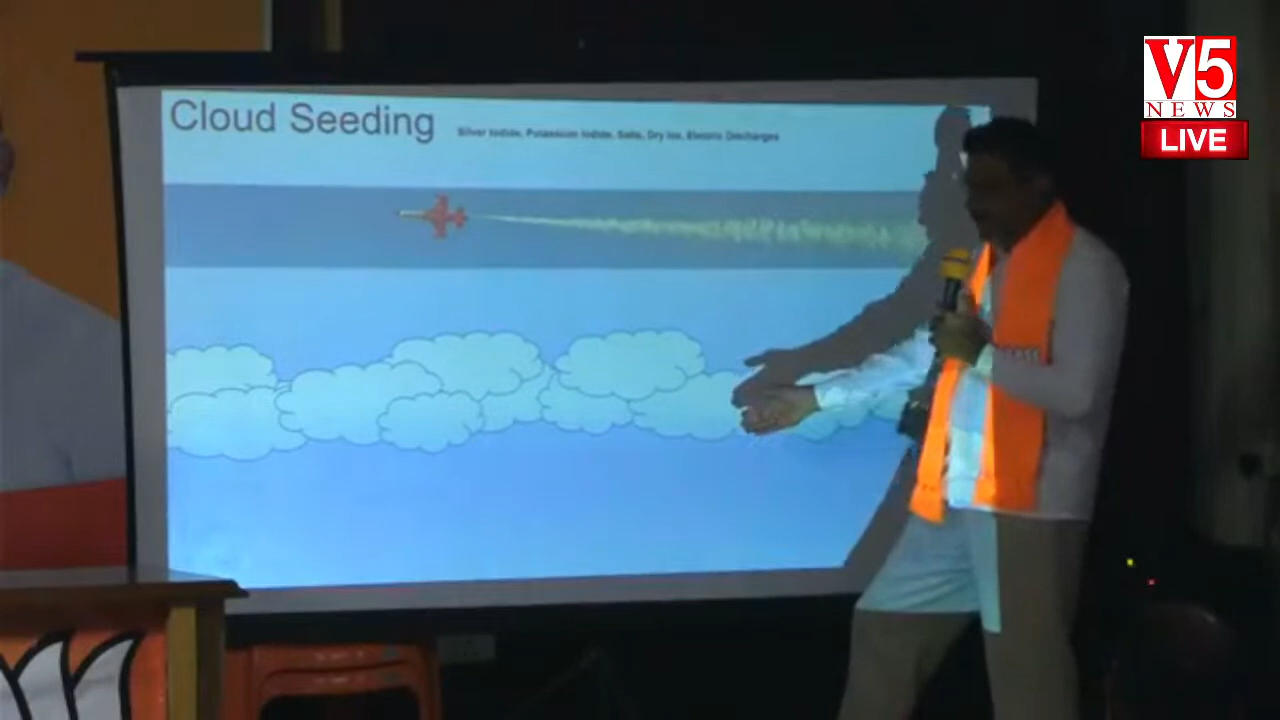 Cloud Seeding
Silver Iodide, Potassium Iodide, Salts, Dry Ice, Electric Discharges
V5
NEWS
LIVE